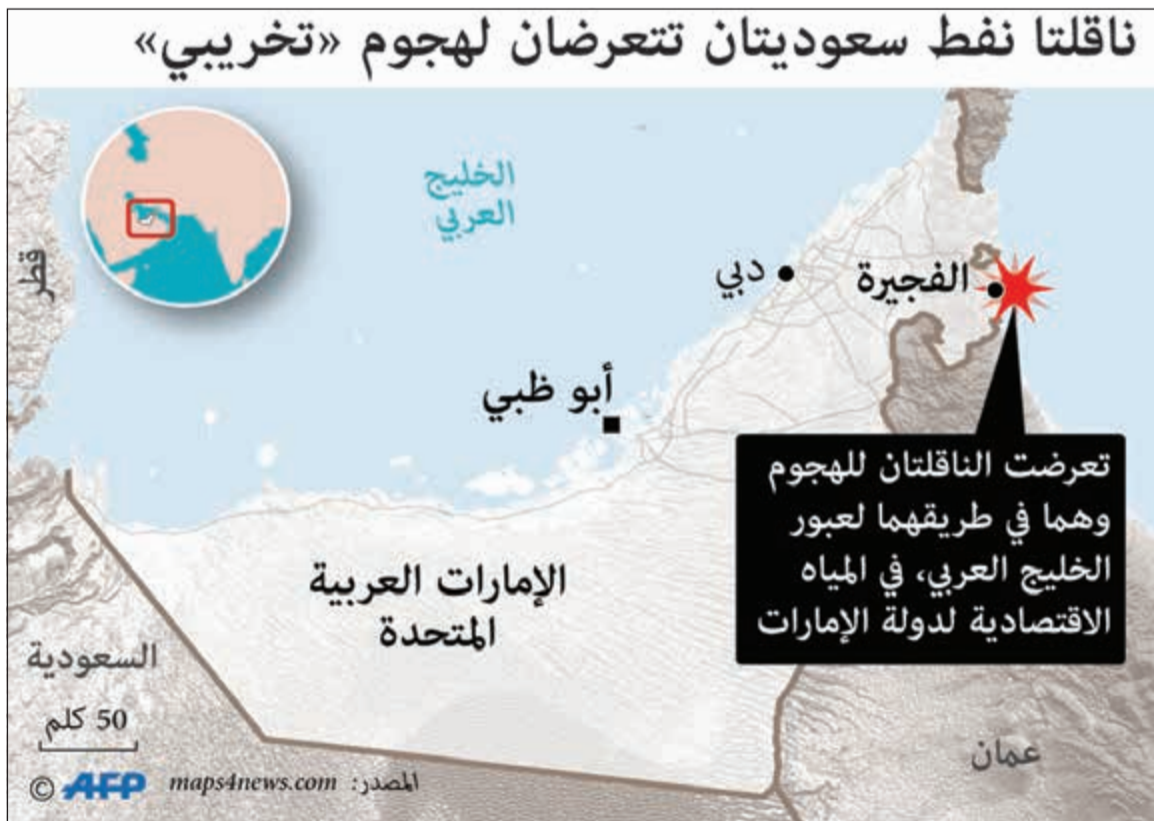 ناقلتا نفط سعوديتان تتعرضان لهجوم «تخريبي»
الخليج
العربي
قطر
دبي
الفجيرة
أبو ظبي
تعرضت الناقلتان للهجوم
وهما في طريقهما لعبور
الخليج العربي، في المياه
الاقتصادية لدولة الإمارات
الإمارات العربية
المتحدة
السعودية
عمان
50 كلم
المصدر: maps4news.com
© AFP